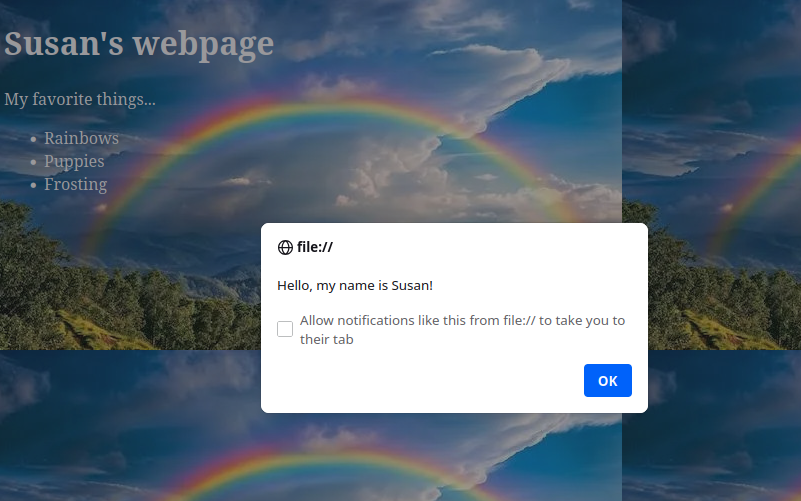 Susan's webpage
My favorite things...
• Rainbows
• Puppies
• Frosting
file://
Hello, my name is Susan!
Allow notifications like this from file:// to take you to
their tab
OK